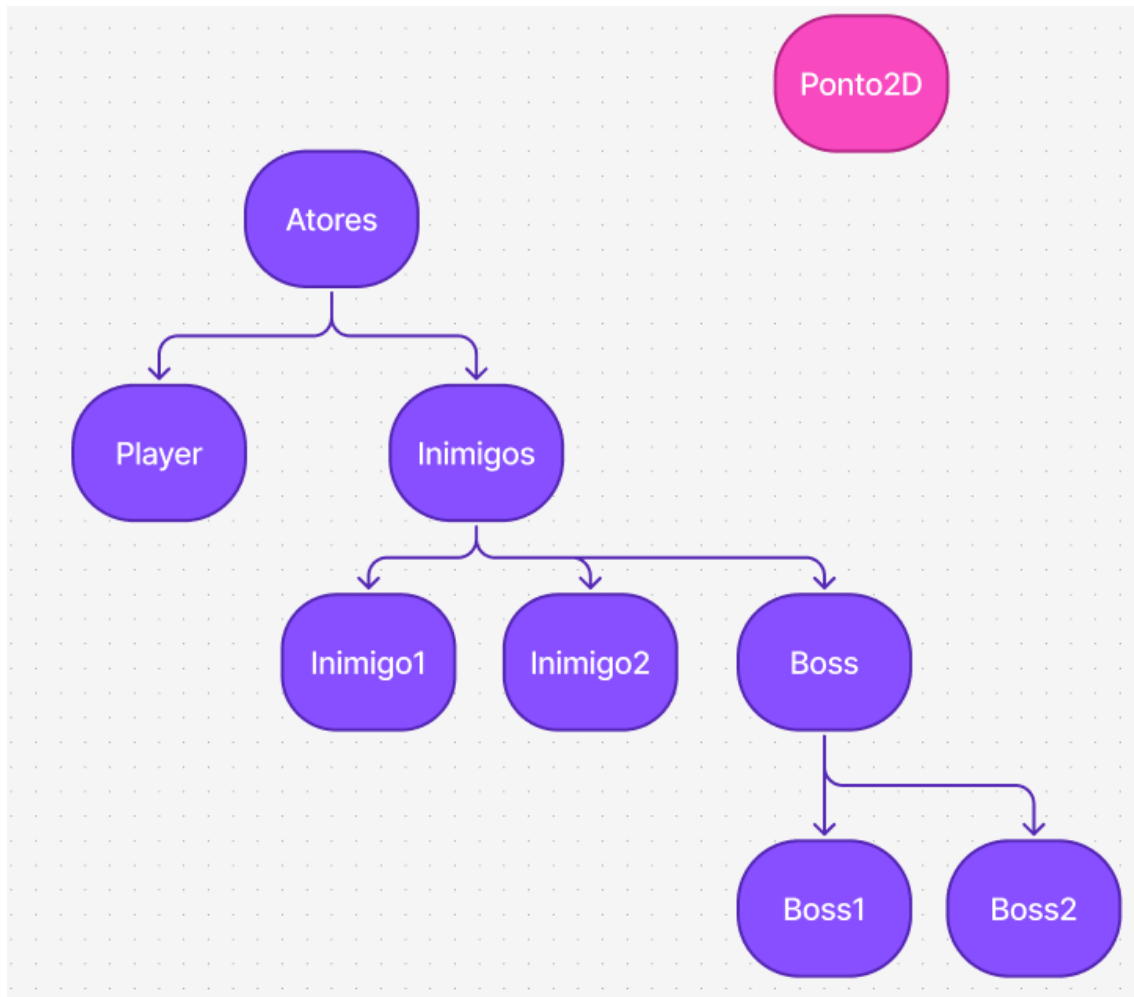 Ponto2D
Atores
Player
Inimigos
Inimigo1
Inimigo2
Boss
Boss1
Boss2